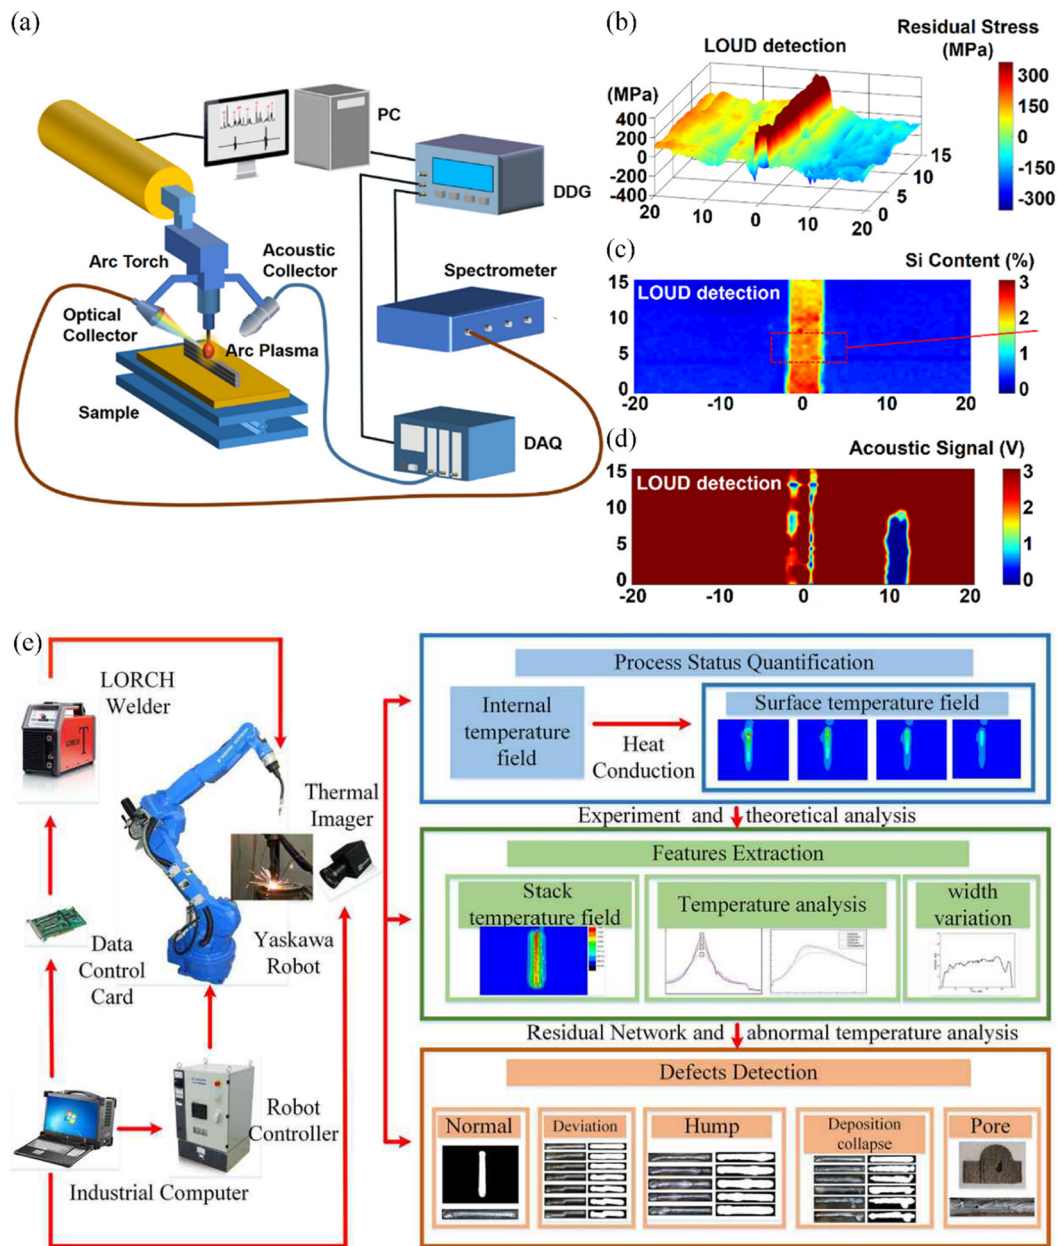 (a)
PC
DDG
Arc Torch
Acoustic
Collector
Spectrometer
Optical
Collector
Arc Plasma
Sample
DAQ
(b)
LOUD detection
Residual Stress
(MPa)
(MPa)
400
200
0
-200
-400
20
10
0
10
20
0
5
10
15
300
150
0
-150
-300
(c)
Si Content (%)
LOUD detection
15
10
5
0
-20
-10
0
10
20
3
2
1
0
(d)
Acoustic Signal (V)
LOUD detection
15
10
5
0
-20
-10
0
10
20
3
2
1
0
(e)
LORCH
Welder
LORCH T
Thermal
Imager
Data
Control
Card
Yaskawa
Robot
Robot
Controller
Industrial Computer
Process Status Quantification
Internal
temperature
field
Heat
Conduction
Surface temperature field
Experiment and theoretical analysis
Features Extraction
Stack
temperature field
Temperature analysis
width
variation
Residual Network and abnormal temperature analysis
Defects Detection
Normal
Deviation
Hump
Deposition
collapse
Pore